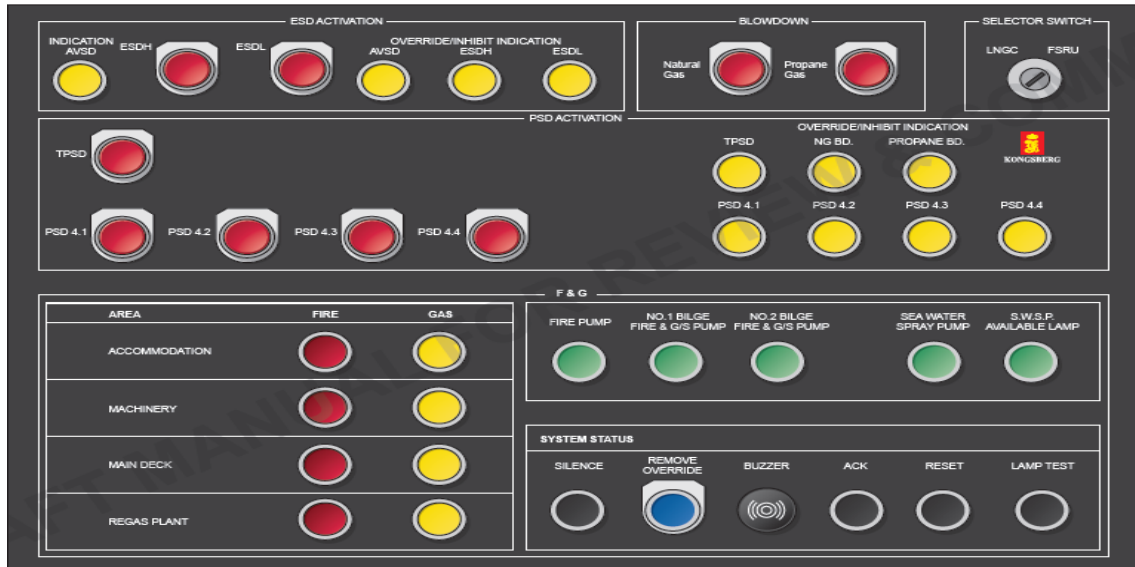 ESD ACTIVATION
BLOWDOWN
SELECTOR SWITCH
INDICATION
AVSD
ESDH
ESDL
OVERRIDE/INHIBIT INDICATION
AVSD
ESDH
ESDL
Natural
Gas
Propane
Gas
LNGC
FSRU
PSD ACTIVATION
TPSD
OVERRIDE/INHIBIT INDICATION
TPSD
NG BD.
PROPANE BD.
KONGSBERG
PSD 4.1
PSD 4.2
PSD 4.3
PSD 4.4
PSD 4.1
PSD 4.2
PSD 4.3
PSD 4.4
F & G
AREA
FIRE
GAS
ACCOMMODATION
MACHINERY
MAIN DECK
REGAS PLANT
FIRE PUMP
NO.1 BILGE
FIRE & G/S PUMP
NO.2 BILGE
FIRE & G/S PUMP
SEA WATER
SPRAY PUMP
S.W.S.P.
AVAILABLE LAMP
SYSTEM STATUS
SILENCE
REMOVE
OVERRIDE
BUZZER
ACK
RESET
LAMP TEST
MANUAL FOR REVIEW &